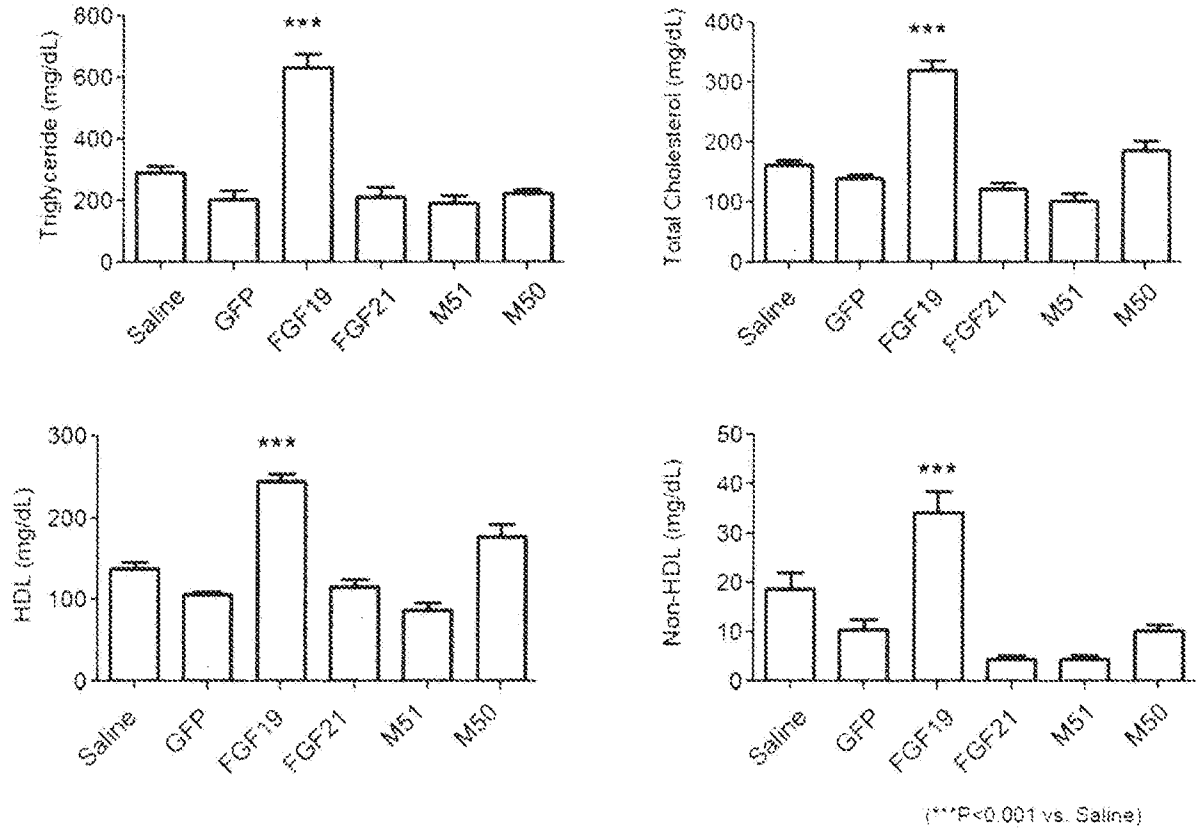 Triglyceride (mg/dL)
800
600
400
200
0
***
Saline
GFP
FGF19
FGF21
M51
M50
Total Cholesterol (mg/dL)
400
300
200
100
0
***
Saline
GFP
FGF19
FGF21
M51
M50
HDL (mg/dL)
300
200
100
0
***
Saline
GFP
FGF19
FGF21
M51
M50
Non-HDL (mg/dL)
50
40
30
20
10
0
***
Saline
GFP
FGF19
FGF21
M51
M50
(***P<0.001 vs. Saline)